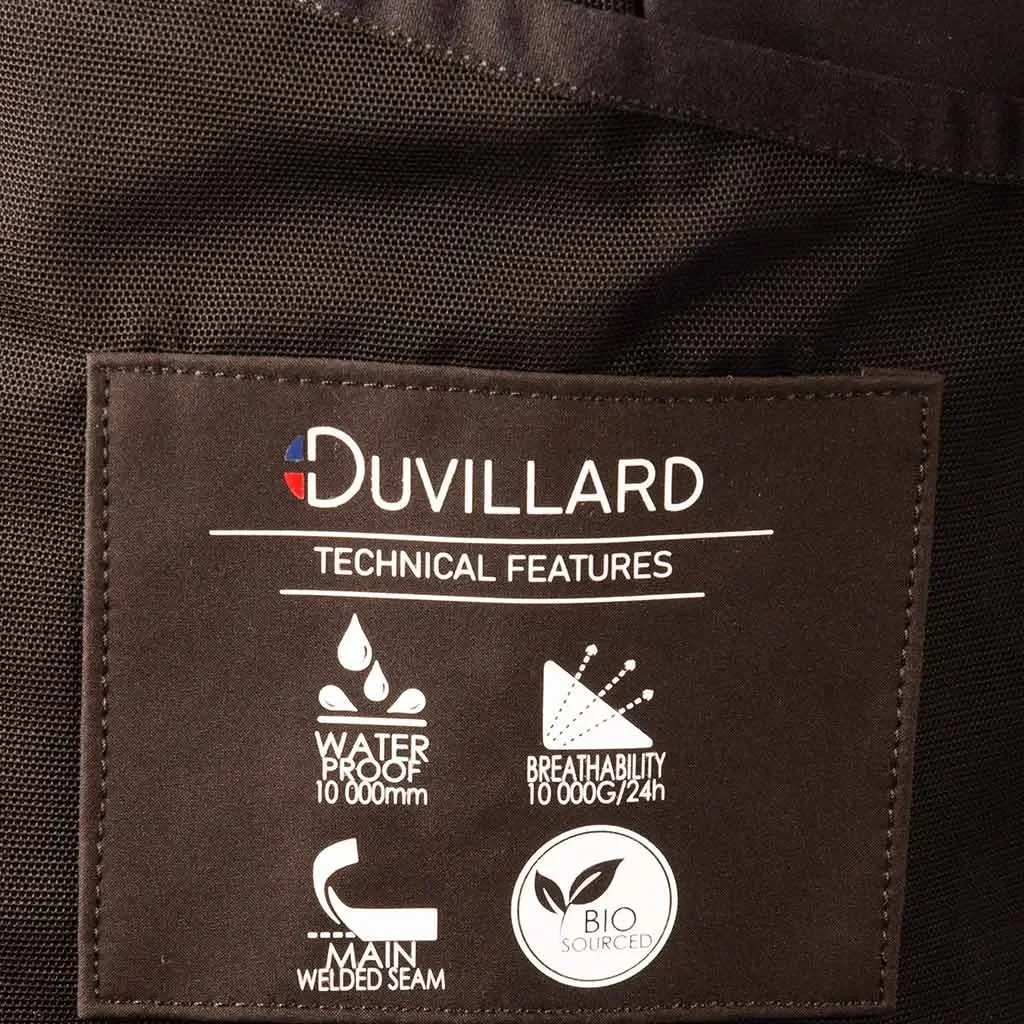 DUVILLARD
TECHNICAL FEATURES
WATER
PROOF
10 000mm
BREATHABILITY
10 000G/24h
MAIN
WELDED SEAM
BIO
SOURCED